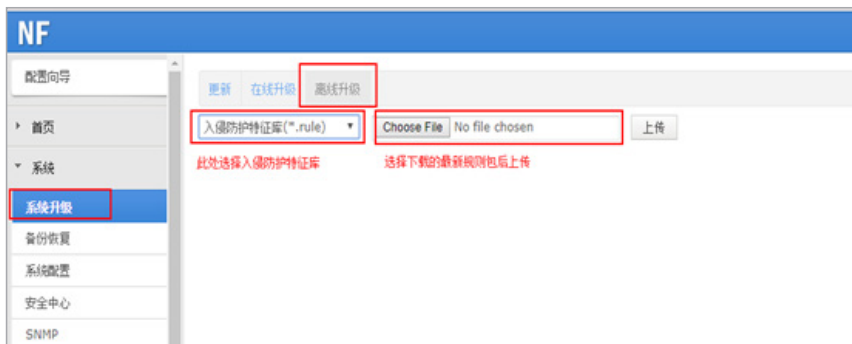 NF
配置向导
更新 在线升级 离线升级
首页
入侵防护特征库(*.rule) Choose File No file chosen 上传
系统
此处选择入侵防护特征库 选择下载的最新规则包后上传
系统升级
备份恢复
系统配置
安全中心
SNMP